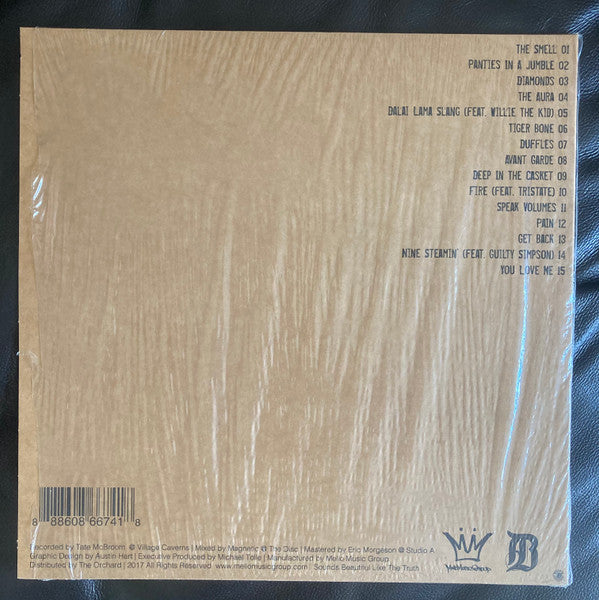 THE SMELL 01
PANTIES IN A JUMBLE 02
DIAMONDS 03
THE AURA 04
DALAI LAMA SLANG (FEAT. WILLIE THE KID) 05
TIGER BONE 06
DUFFLES 07
AVANT GARDE 08
DEEP IN THE CASKET 09
FIRE (FEAT. TRISTATE) 10
SPEAK VOLUMES 11
PAIN 12
GET BACK 13
NINE STEAMIN' (FEAT. GUILTY SIMPSON) 14
YOU LOVE ME 15
8 88608 66741 8
Recorded by Tate McBroom @ Village Caverns | Mixed by Magnetic @ The Disc | Mastered by Eric Morgeson @ Studio A
Graphic Design by Austin Hart | Executive Produced by Michael Tolle | Manufactured by Mello Music Group
Distributed by The Orchard | 2017 All Rights Reserved | www.mellomusicgroup.com | Sounds Beautiful Like The Truth
MelloMusicGroup